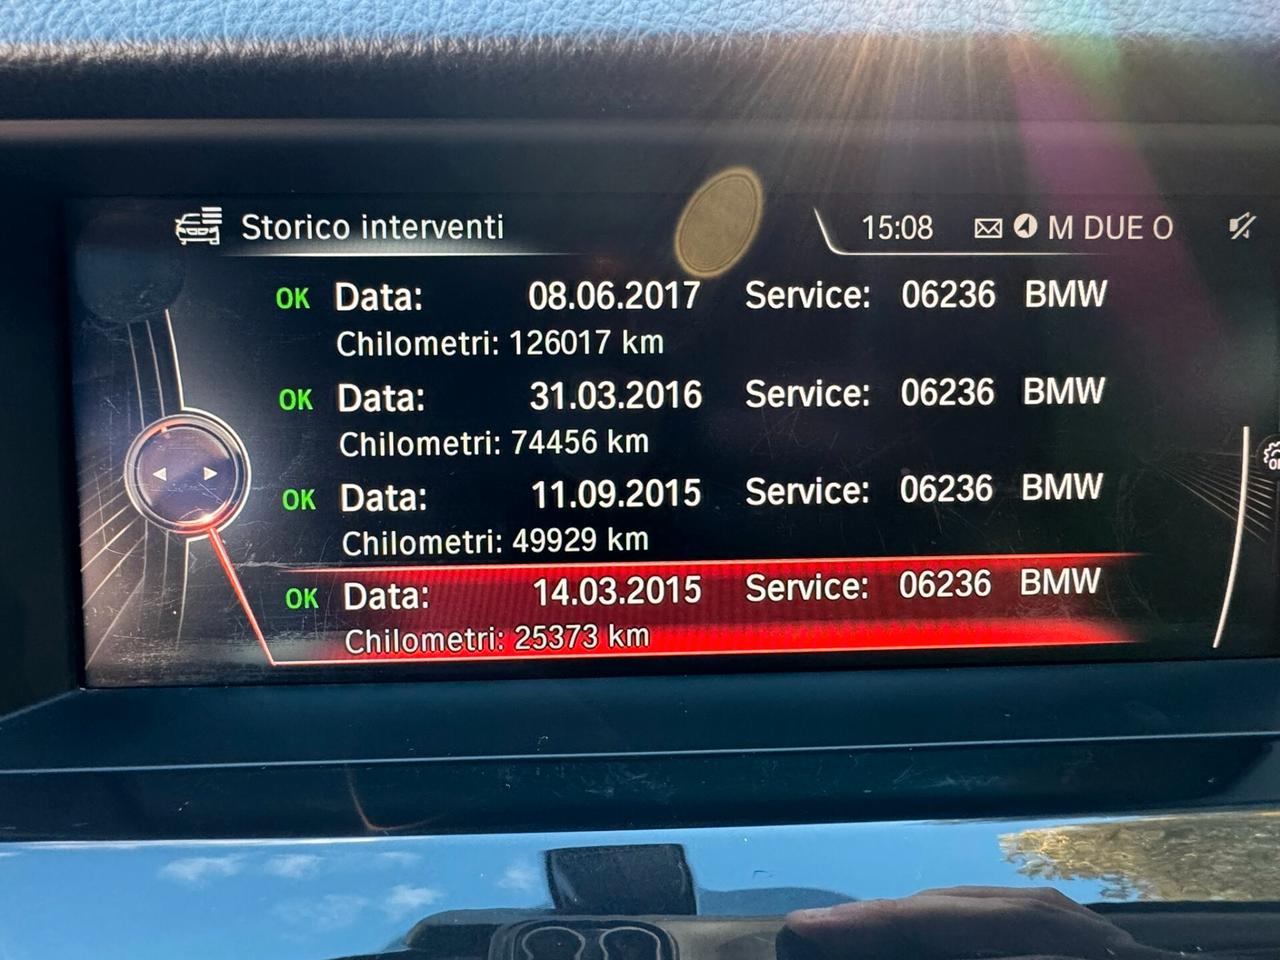 Storico interventi 15:08 M DUE O
OK Data: 08.06.2017 Service: 06236 BMW
Chilometri: 126017 km
OK Data: 31.03.2016 Service: 06236 BMW
Chilometri: 74456 km
OK Data: 11.09.2015 Service: 06236 BMW
Chilometri: 49929 km
OK Data: 14.03.2015 Service: 06236 BMW
Chilometri: 25373 km